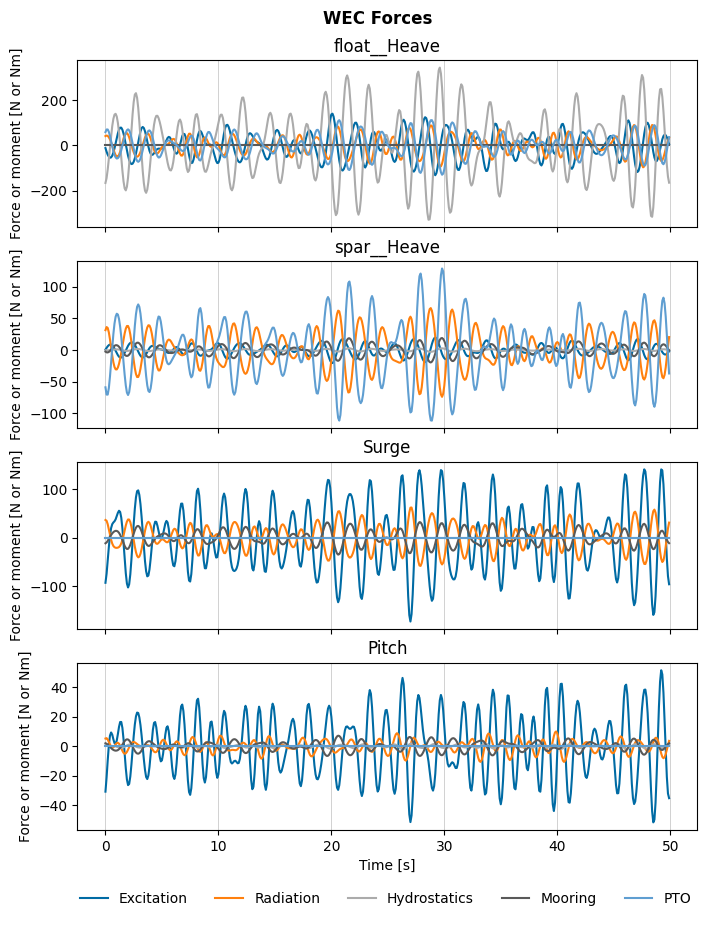 WEC Forces
float__Heave
Force or moment [N or Nm]
200
0
−200
spar__Heave
Force or moment [N or Nm]
100
50
0
−50
−100
Surge
Force or moment [N or Nm]
100
0
−100
Pitch
Force or moment [N or Nm]
40
20
0
−20
−40
0 10 20 30 40 50
Time [s]
Excitation Radiation Hydrostatics Mooring PTO